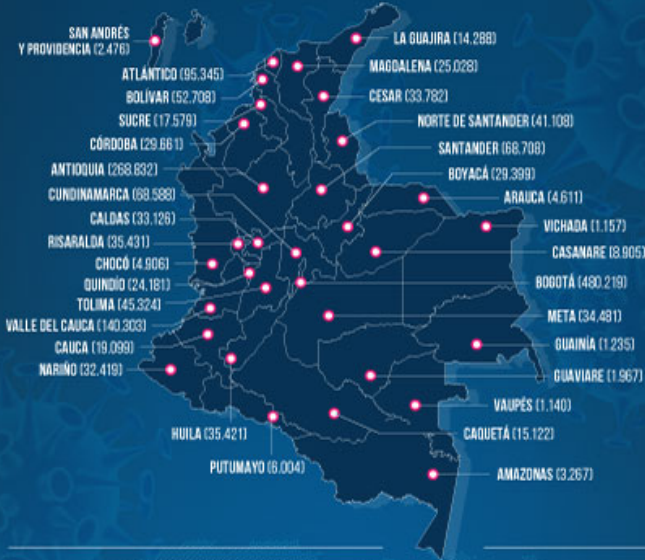 SAN ANDRÉS
Y PROVIDENCIA (2.476)
ATLÁNTICO (95.345)
BOLÍVAR (52.708)
SUCRE (17.579)
CÓRDOBA (29.661)
ANTIOQUIA (268.832)
CUNDINAMARCA (68.588)
CALDAS (33.126)
RISARALDA (35.431)
CHOCÓ (4.906)
QUINDÍO (24.181)
TOLIMA (45.324)
VALLE DEL CAUCA (140.303)
CAUCA (19.099)
NARIÑO (32.419)
HUILA (35.421)
PUTUMAYO (6.004)
LA GUAJIRA (14.288)
MAGDALENA (25.028)
CESAR (33.782)
NORTE DE SANTANDER (41.108)
SANTANDER (68.708)
BOYACÁ (29.399)
ARAUCA (4.611)
VICHADA (1.157)
CASANARE (8.905)
BOGOTÁ (480.219)
META (34.481)
GUAINÍA (1.235)
GUAVIARE (1.967)
VAUPÉS (1.140)
CAQUETÁ (15.122)
AMAZONAS (3.267)